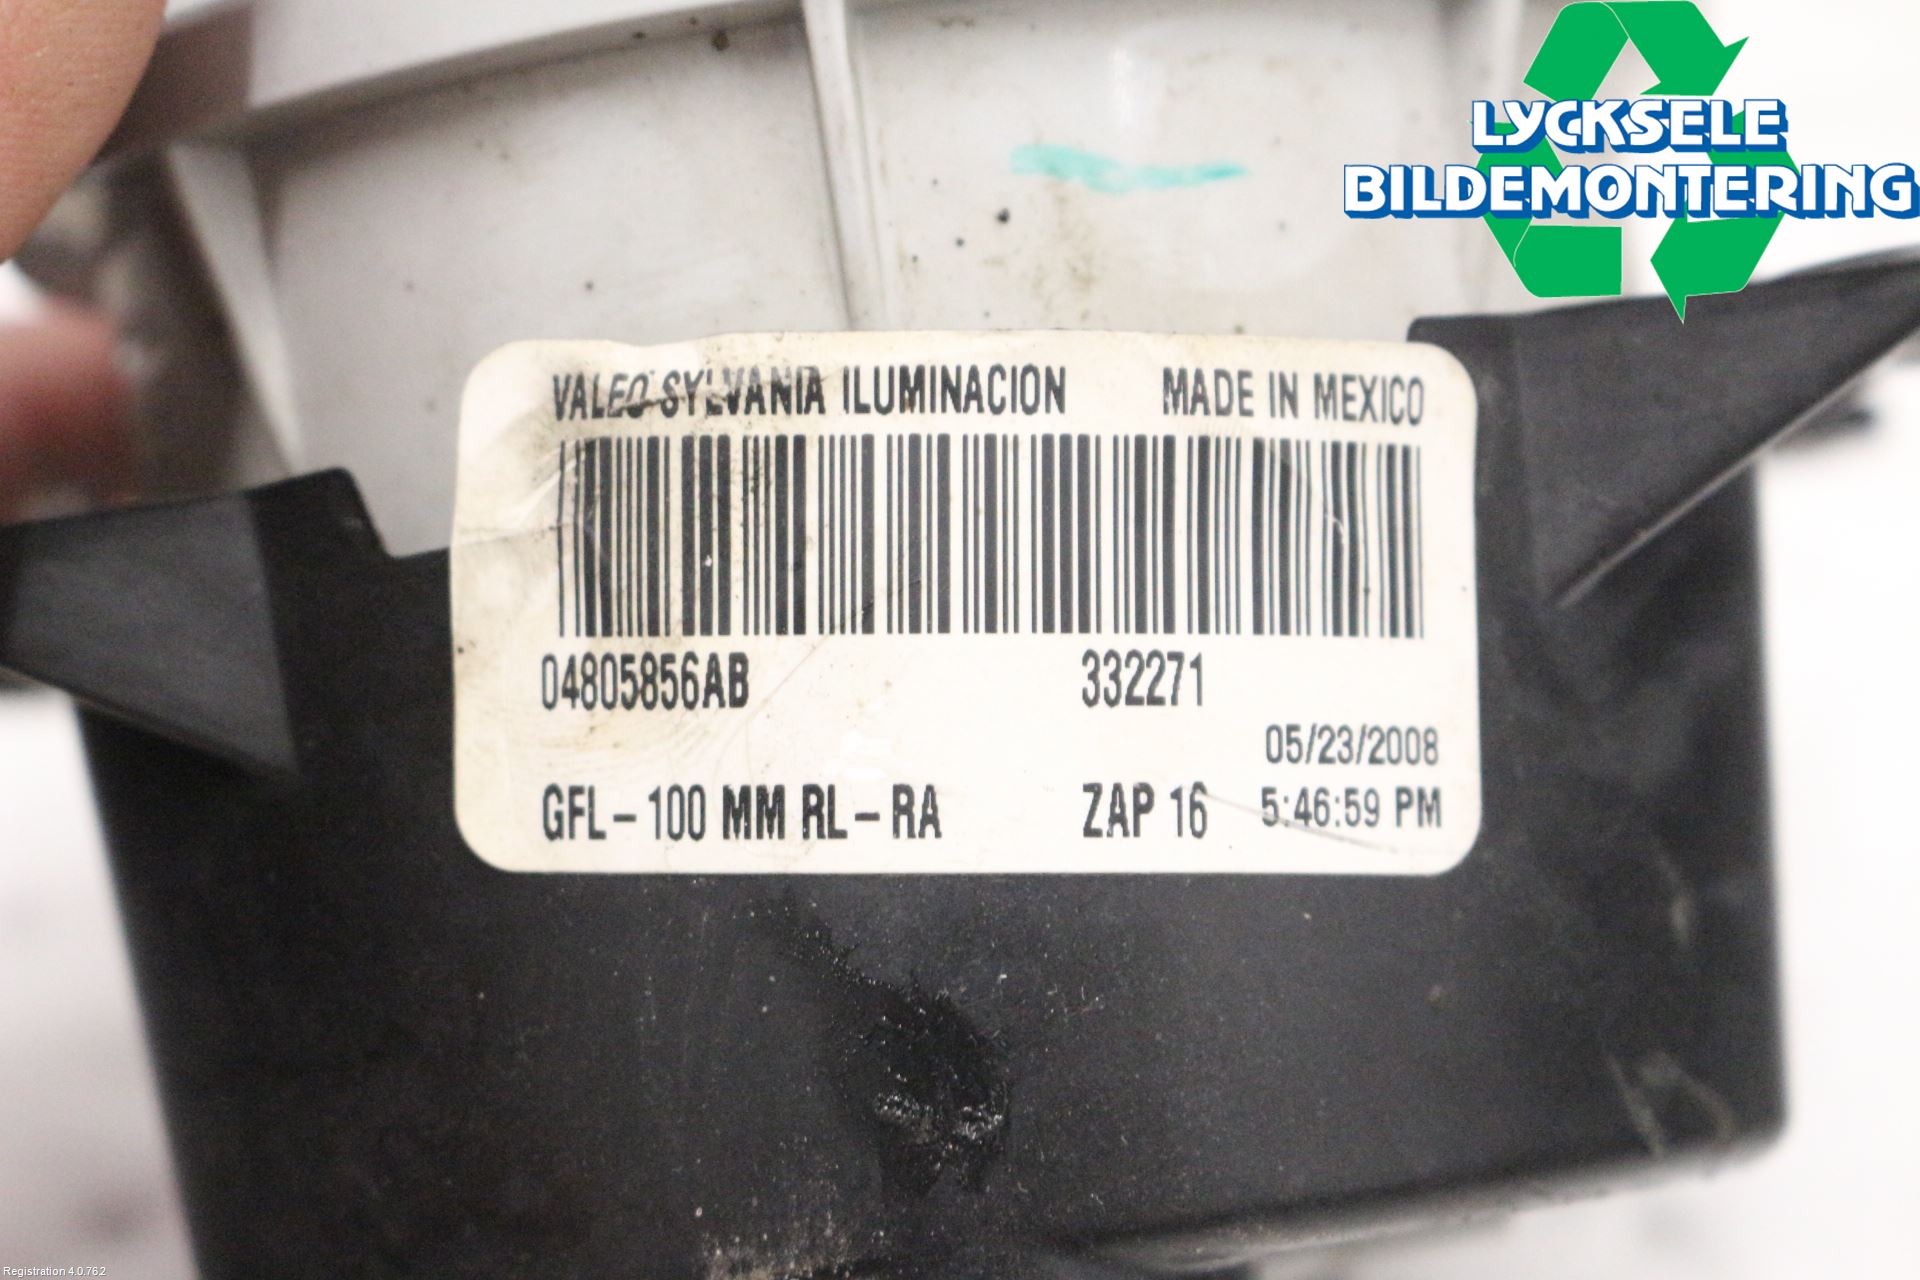 LYCKSELE
BILDEMONTERING
VALEO SYLVANIA ILUMINACION MADE IN MEXICO
04805856AB 332271
05/23/2008
GFL-100 MM RL-RA ZAP 16 5:46:59 PM
Registration 4.0.762